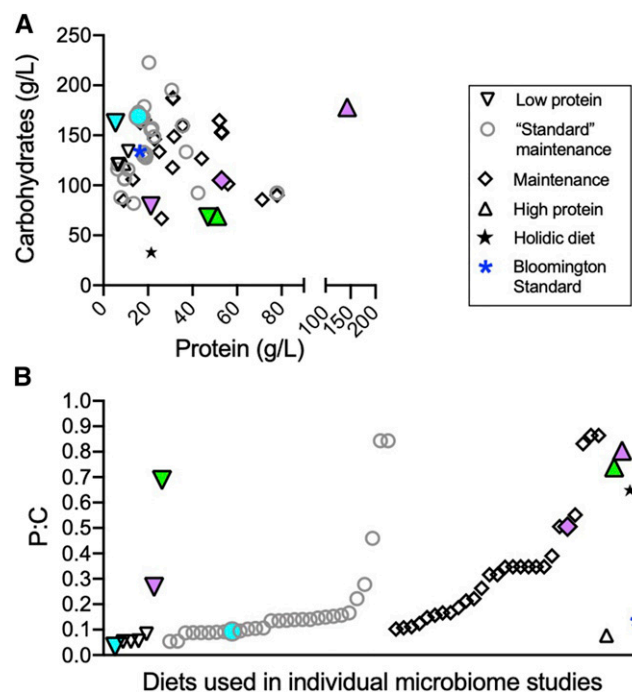 A
Carbohydrates (g/L)
250
200
150
100
50
0
0 20 40 60 80 100 150 200
Protein (g/L)
Low protein
"Standard"
maintenance
Maintenance
High protein
Holidic diet
Bloomington
Standard
B
P:C
1.0
0.9
0.8
0.7
0.6
0.5
0.4
0.3
0.2
0.1
0.0
Diets used in individual microbiome studies